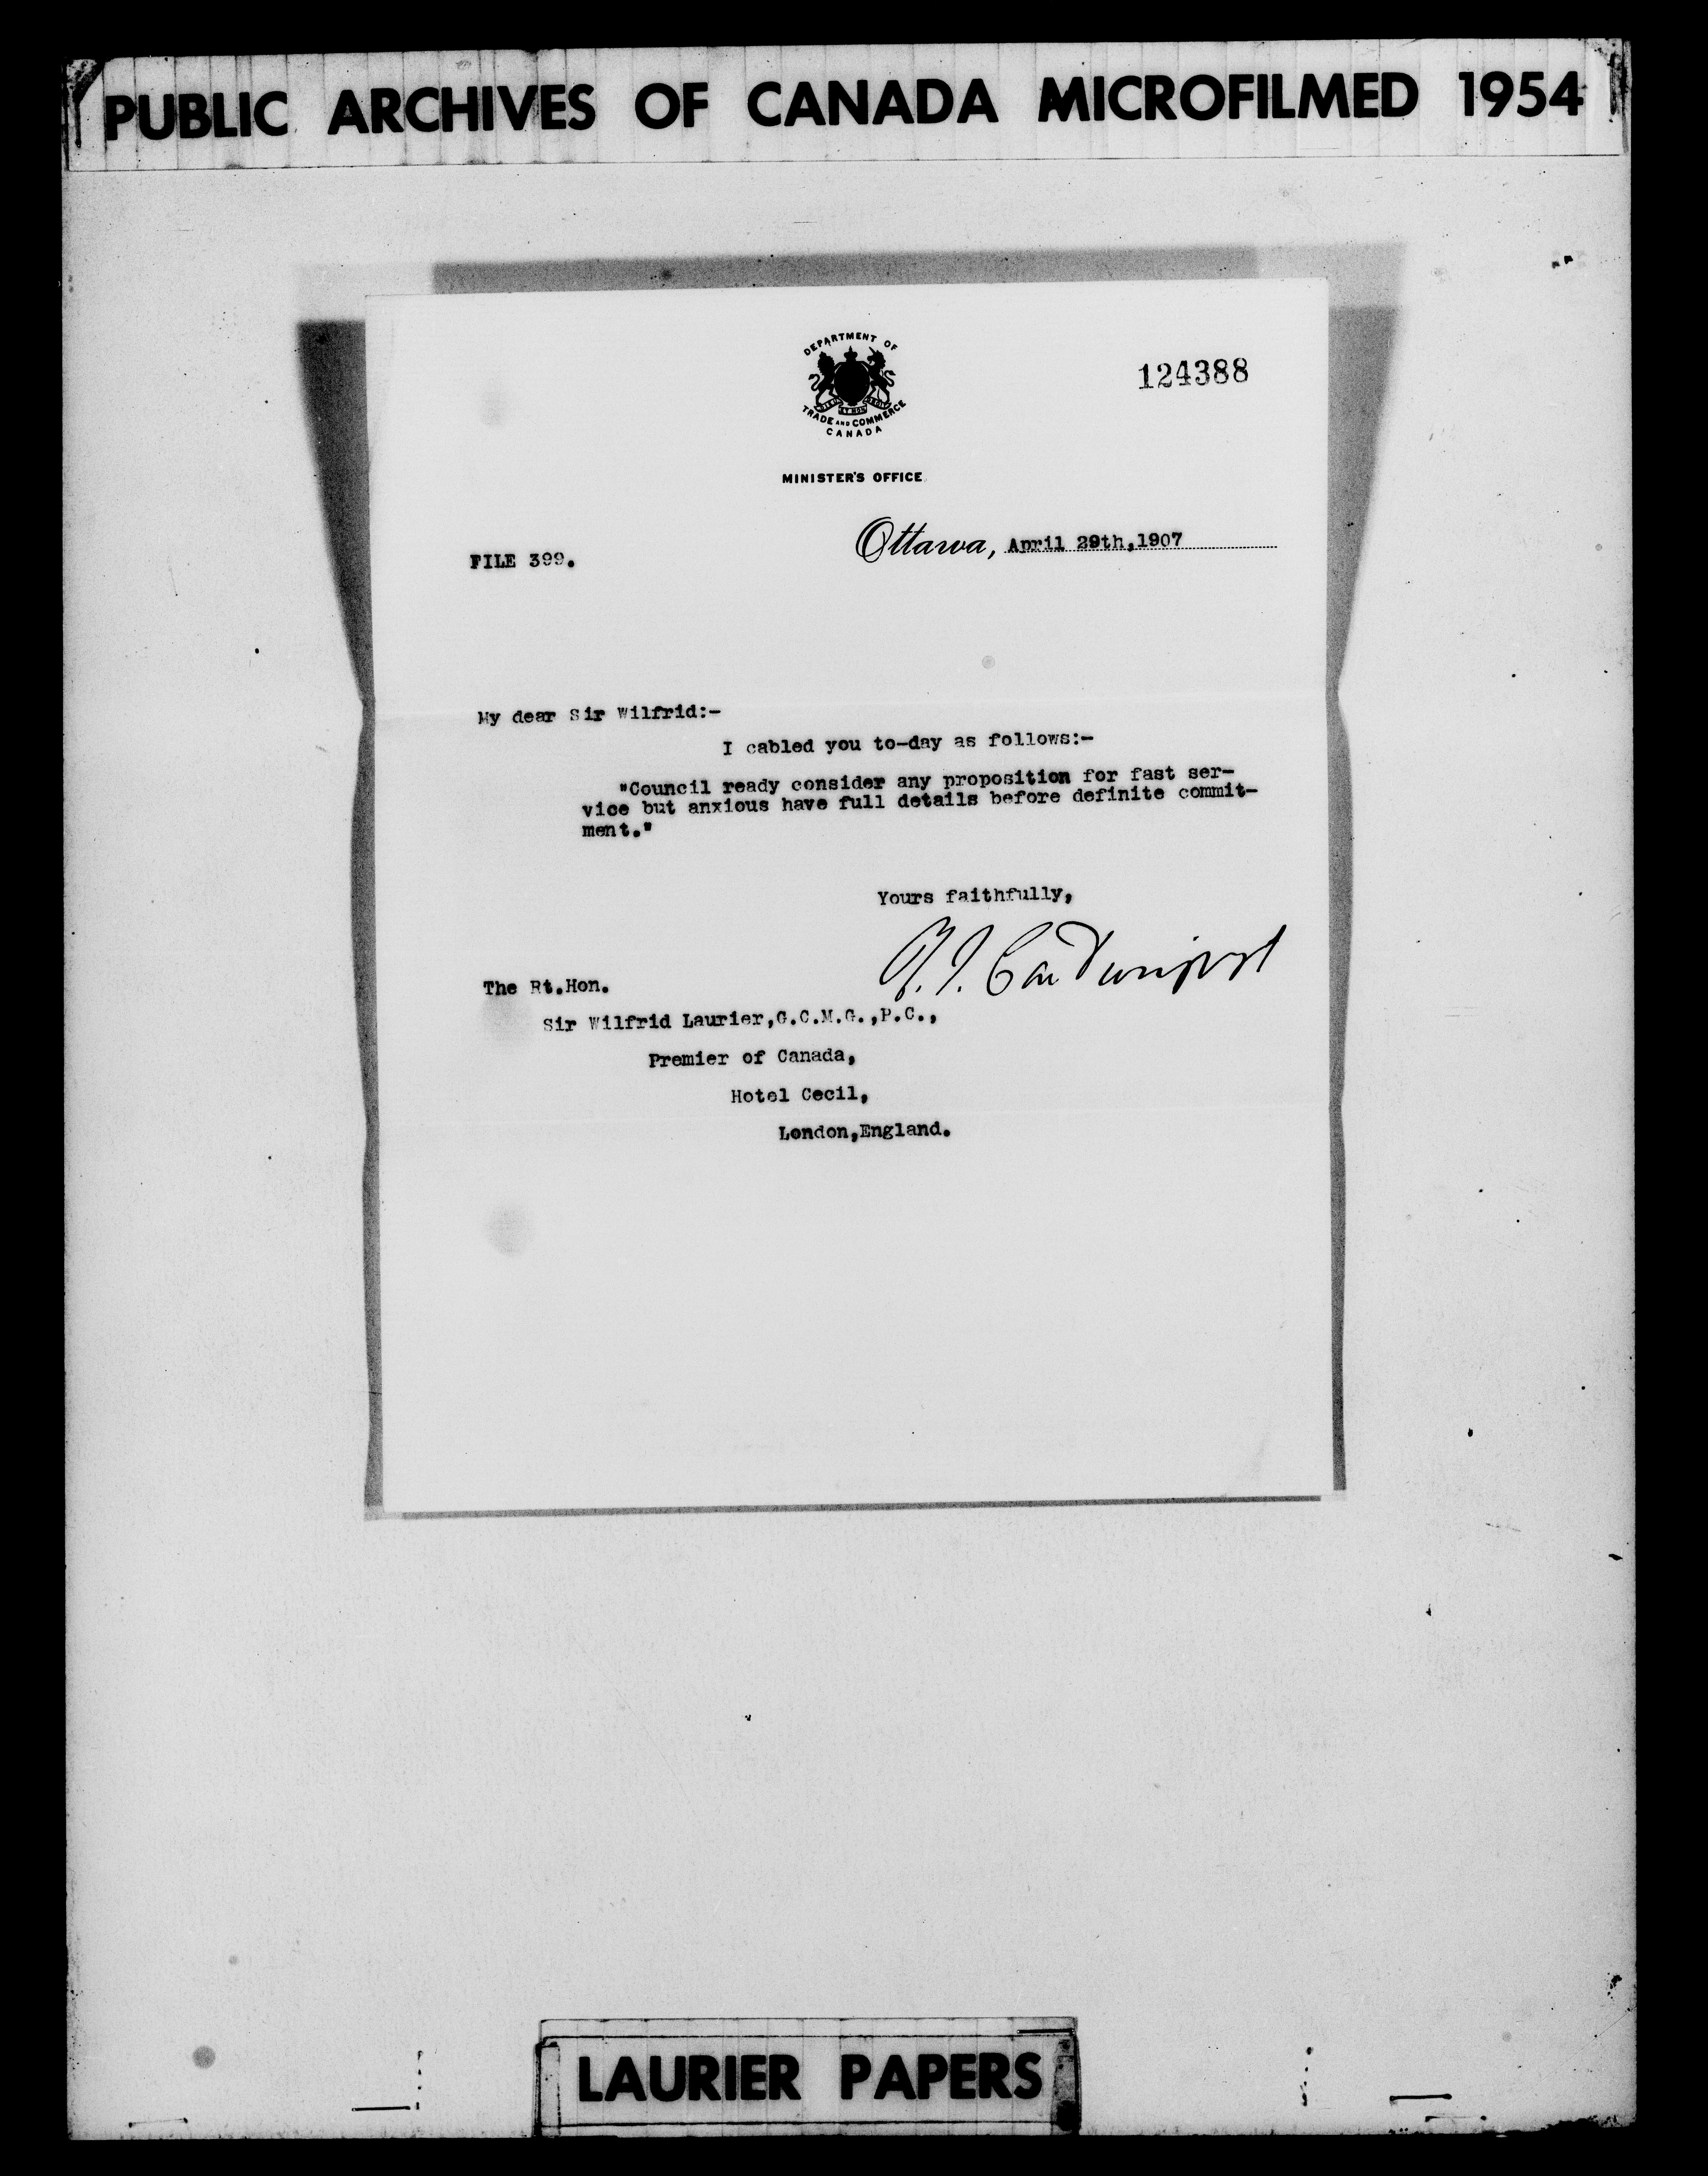 PUBLIC ARCHIVES OF CANADA MICROFILMED 1954
DEPARTMENT OF
TRADE AND COMMERCE
CANADA
124388
MINISTER'S OFFICE
Ottawa, April 29th,1907
FILE 399.
My dear Sir Wilfrid:-
I cabled you to-day as follows:-
"Council ready consider any proposition for fast ser-
vice but anxious have full details before definite commit-
ment."
Yours faithfully,
The Rt.Hon.
Sir Wilfrid Laurier,G.C.M.G.,P.C.,
Premier of Canada,
Hotel Cecil,
London,England.
LAURIER PAPERS